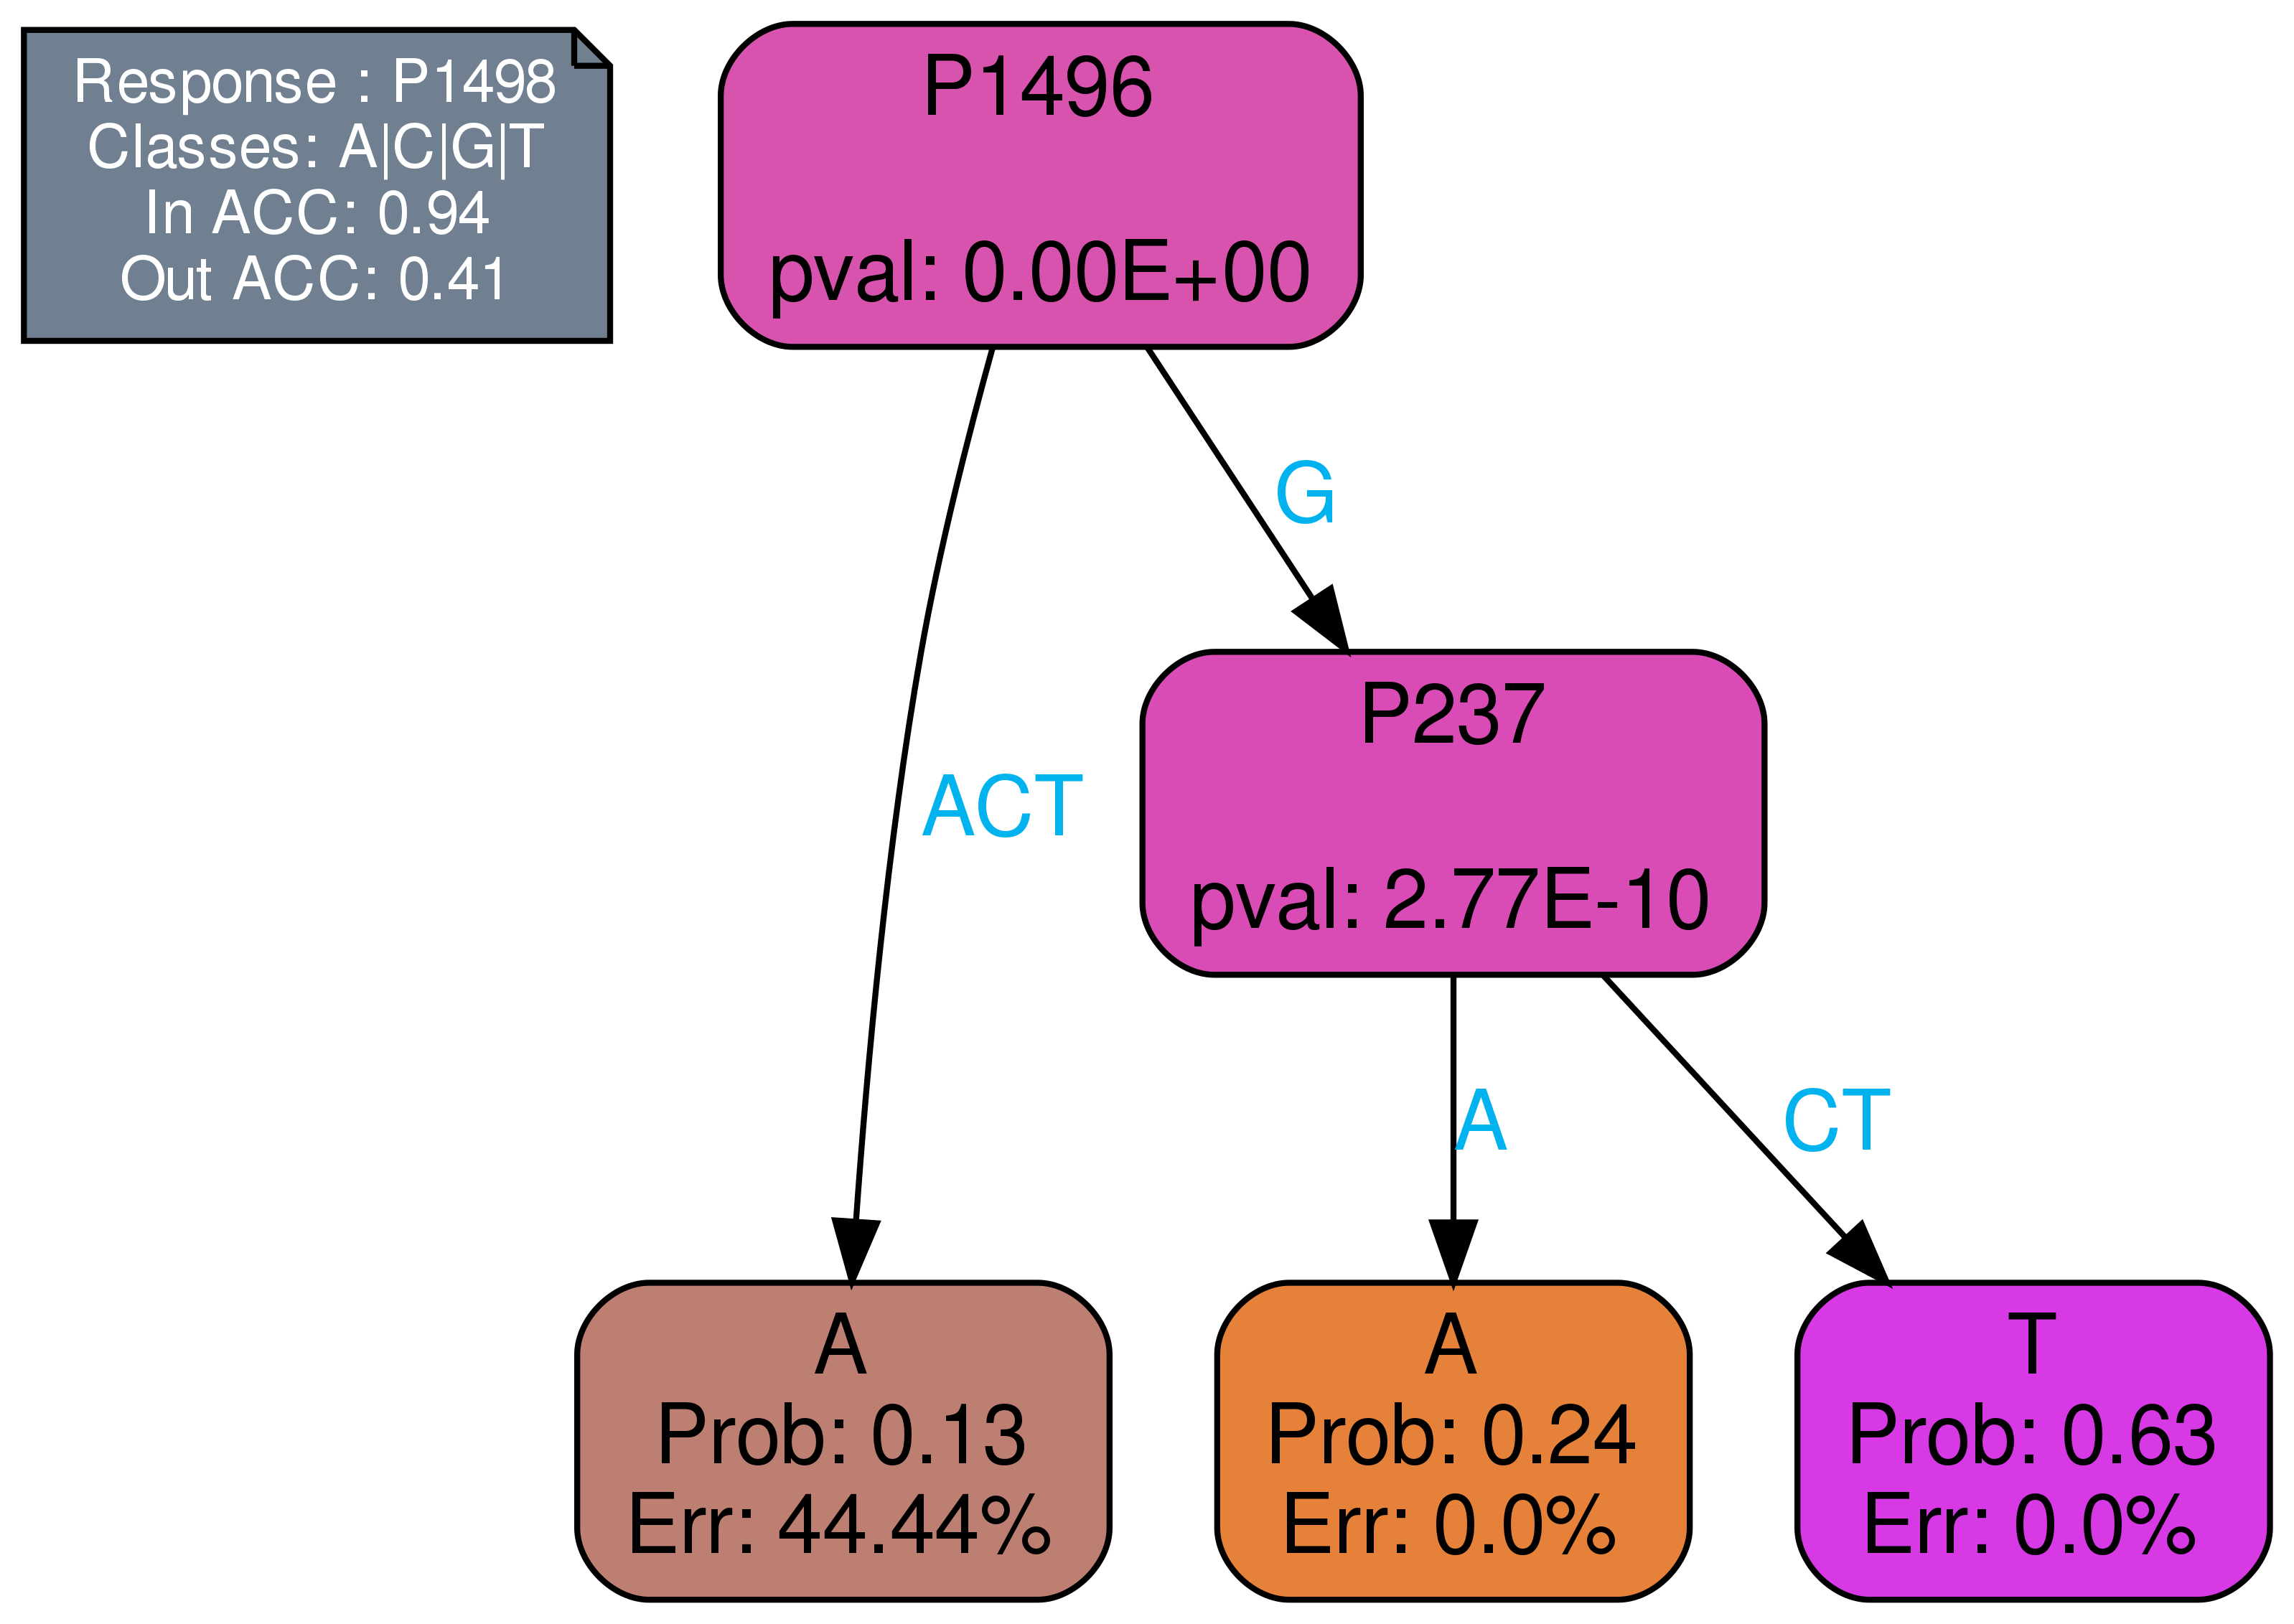 Response : P1498
Classes: A|C|G|T
In ACC: 0.94
Out ACC: 0.41
P1496
pval: 0.00E+00
G
P237
pval: 2.77E-10
ACT
A
CT
A
Prob: 0.13
Err: 44.44%
A
Prob: 0.24
Err: 0.0%
T
Prob: 0.63
Err: 0.0%